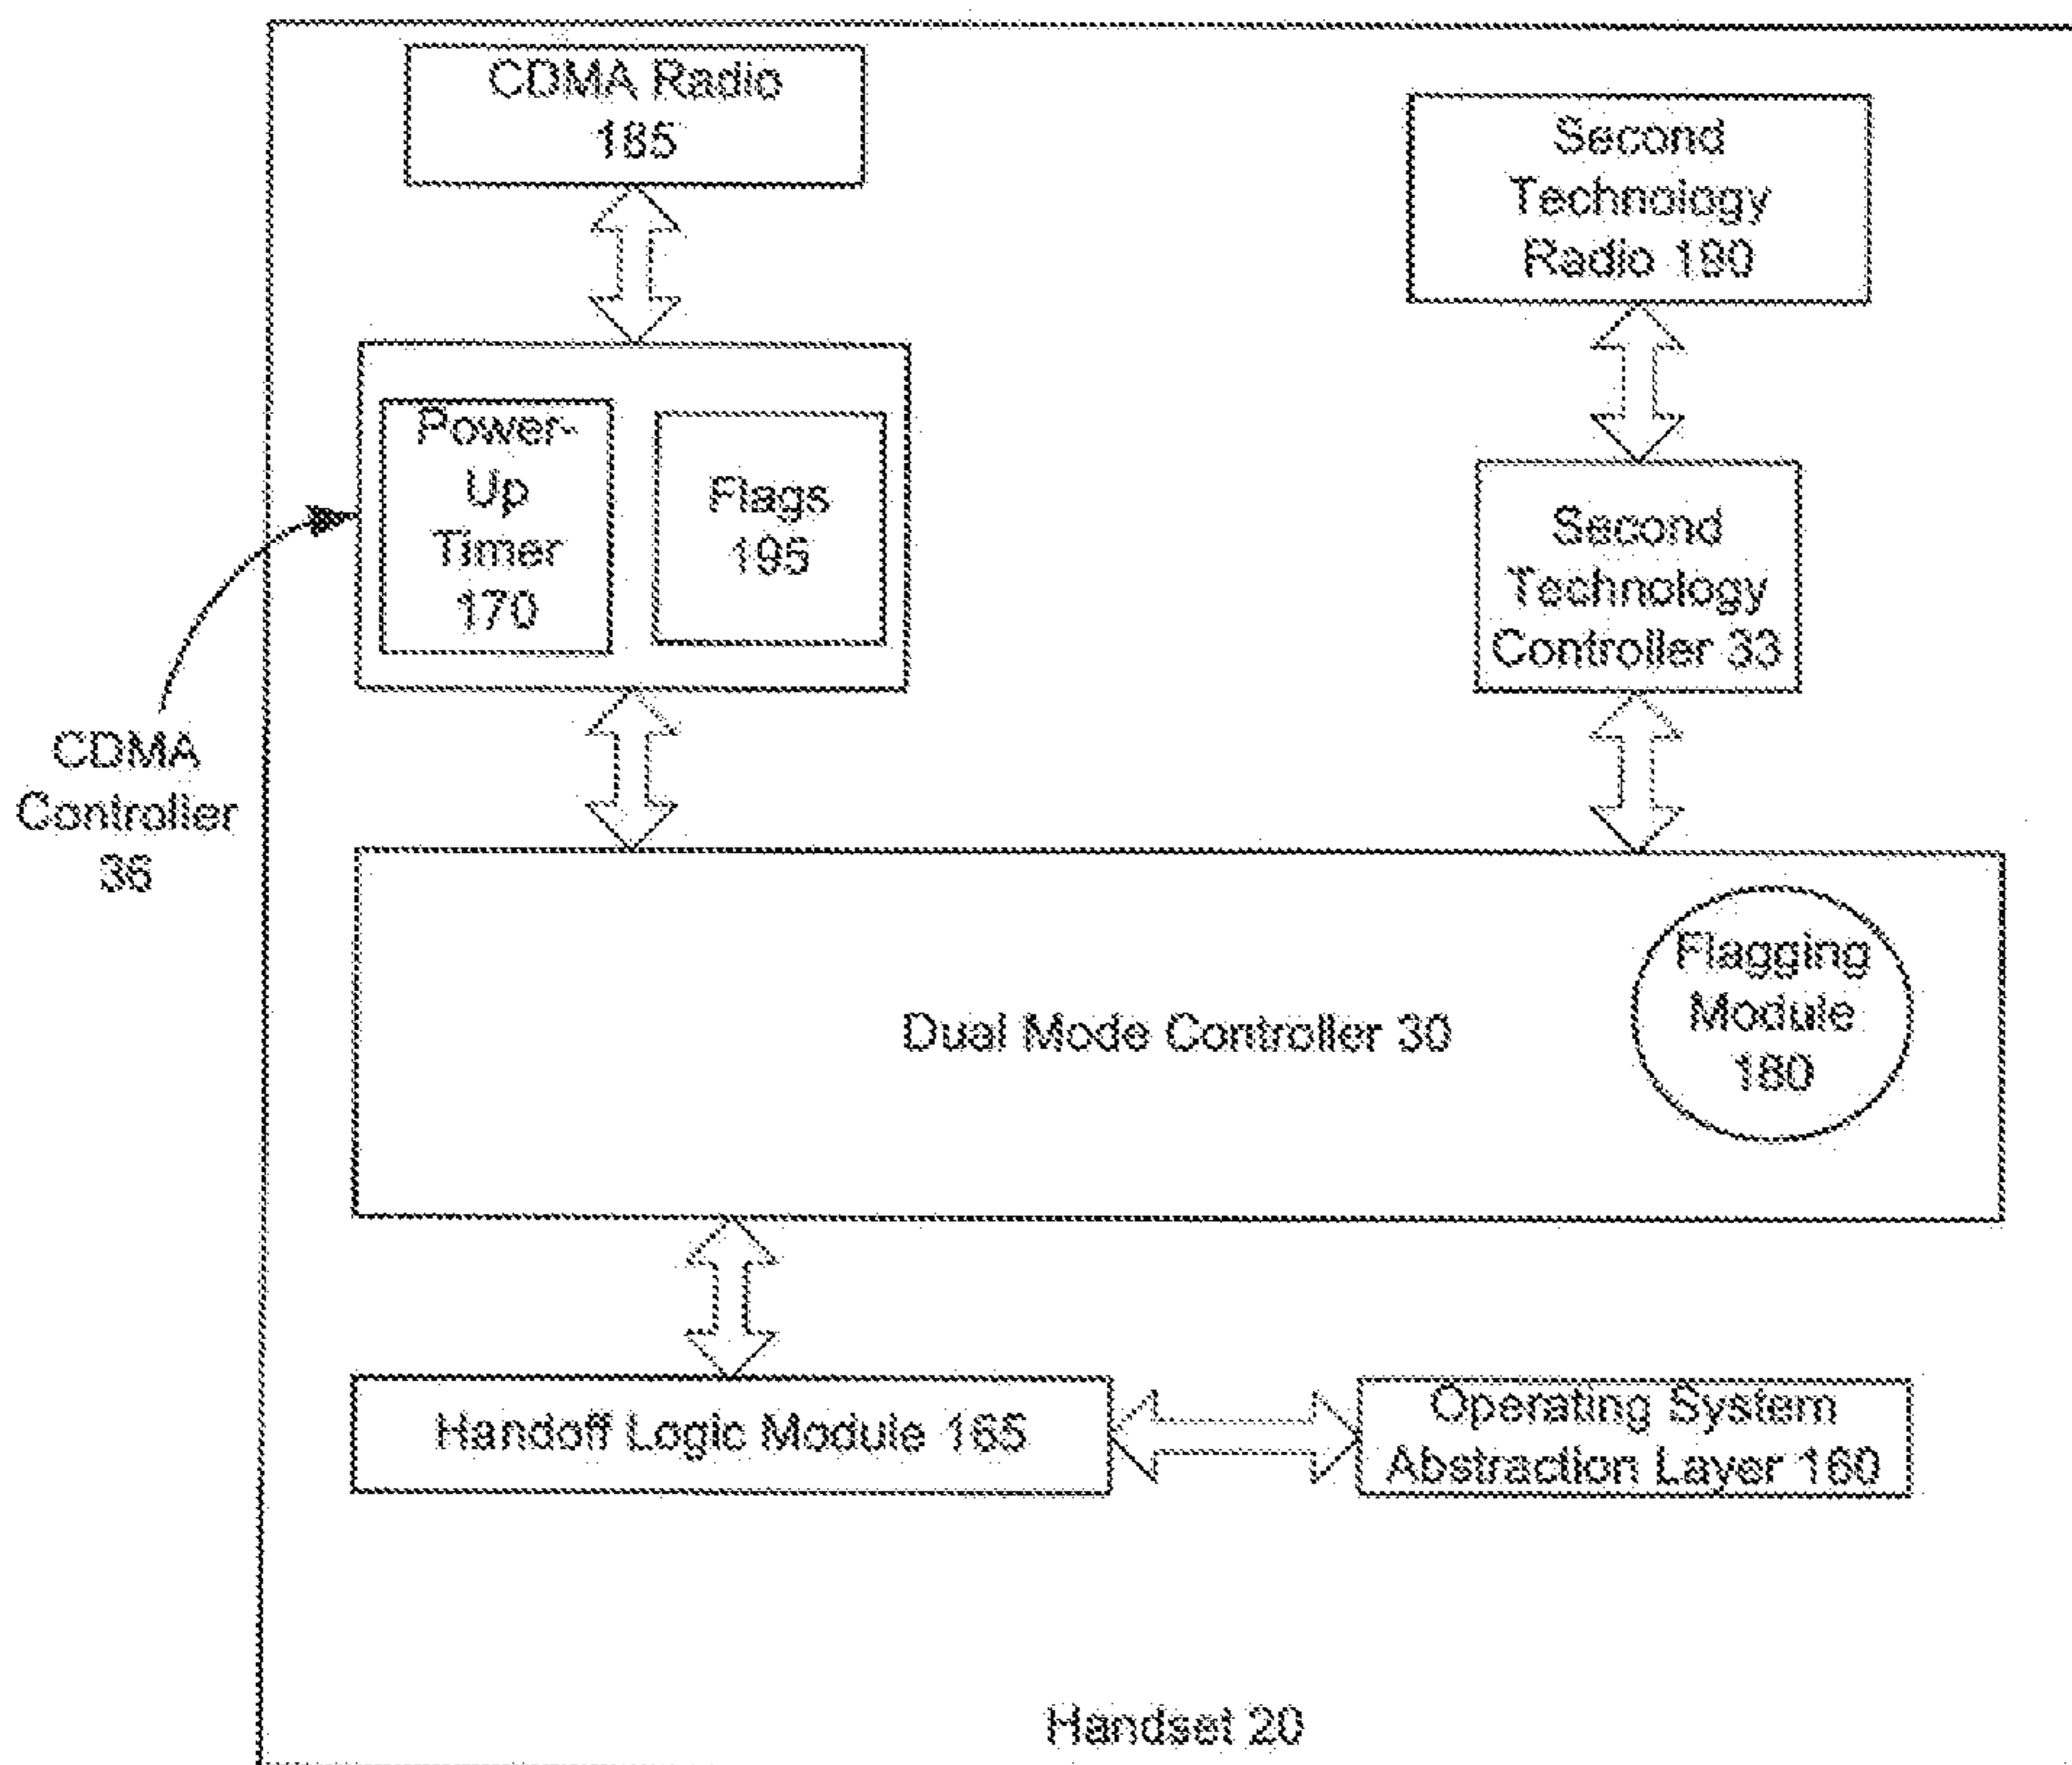 CDMA Radio
185
Second
Technology
Radio 190
Power-
Up
Timer
170
Flags
195
Second
Technology
Controller 33
CDMA
Controller
36
Flagging
Module
180
Dual Mode Controller 30
Handoff Logic Module 165
Operating System
Abstraction Layer 160
Handset 20